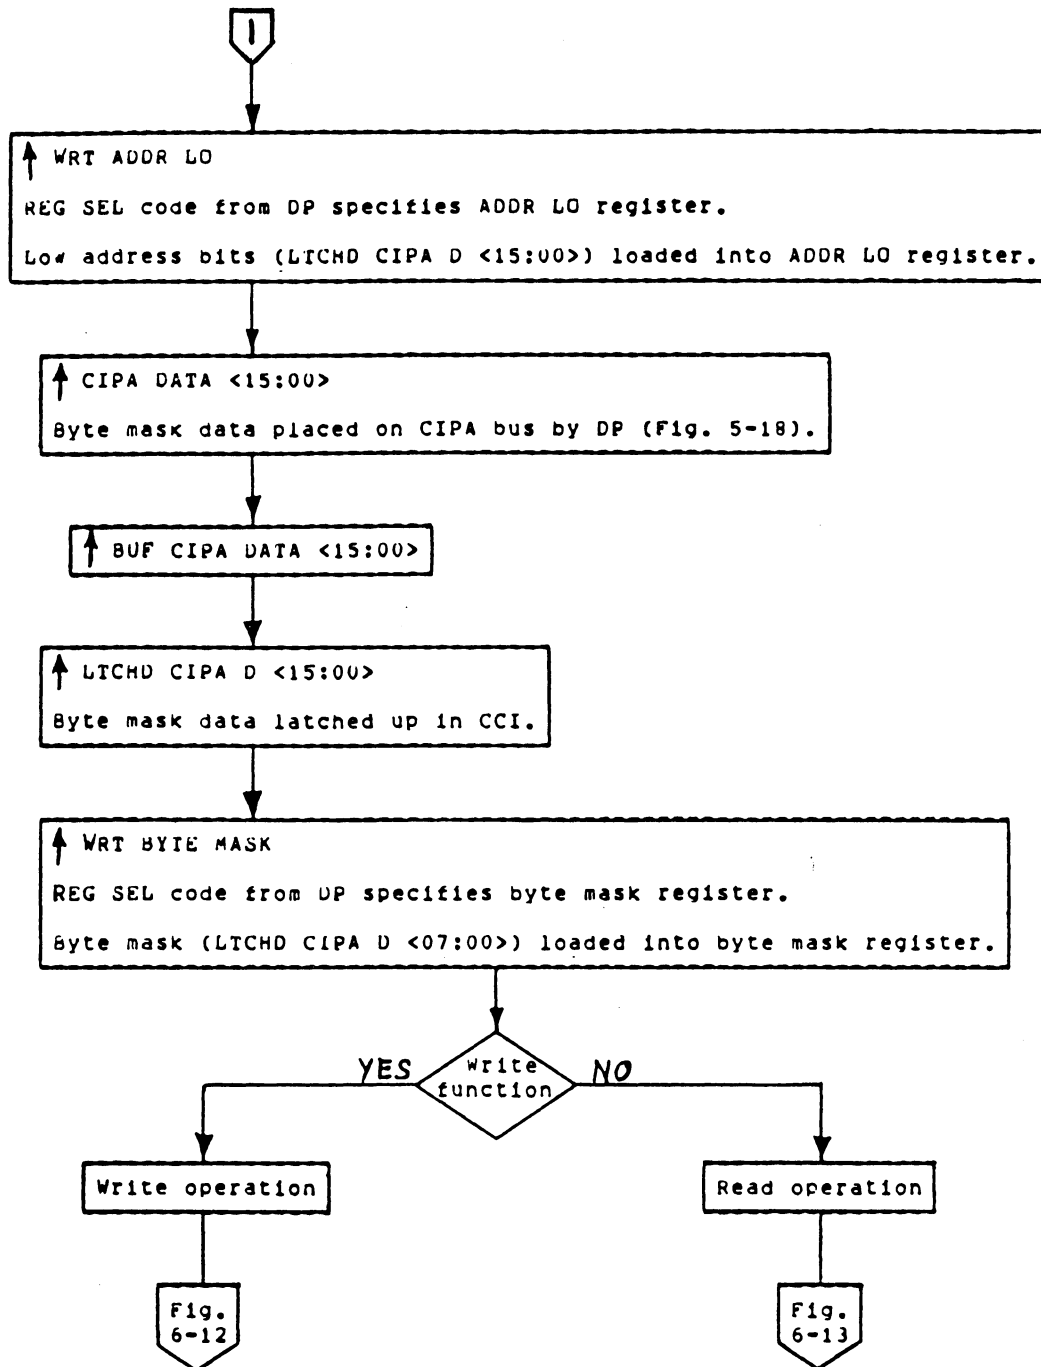 1
↑ WRT ADDR LO
REG SEL code from DP specifies ADDR LO register.
Low address bits (LTCHD CIPA D <15:00>) loaded into ADDR LO register.
↑ CIPA DATA <15:00>
Byte mask data placed on CIPA bus by DP (Fig. 5-18).
↑ BUF CIPA DATA <15:00>
↑ LTCHD CIPA D <15:00>
Byte mask data latched up in CCI.
↑ WRT BYTE MASK
REG SEL code from DP specifies byte mask register.
Byte mask (LTCHD CIPA D <07:00>) loaded into byte mask register.
YES
Write
function
NO
Write operation
Read operation
Fig.
6-12
Fig.
6-13